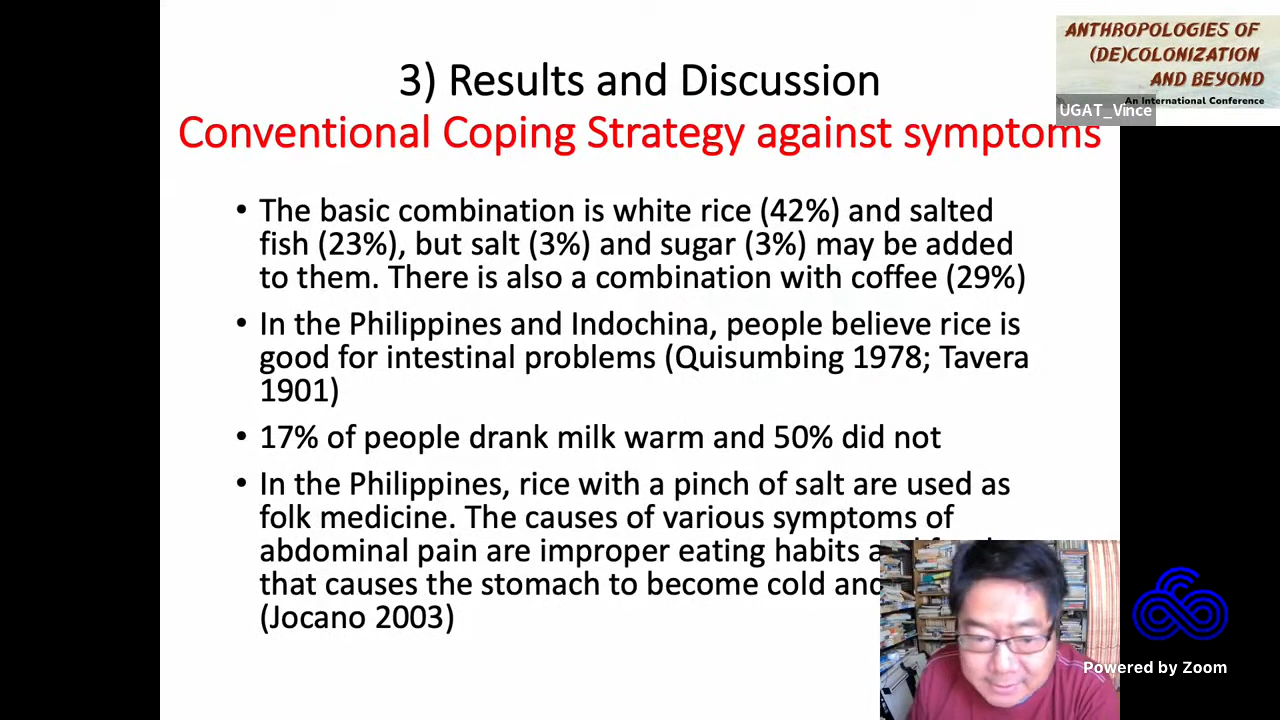 3) Results and Discussion
Conventional Coping Strategy against symptoms
• The basic combination is white rice (42%) and salted
fish (23%), but salt (3%) and sugar (3%) may be added
to them. There is also a combination with coffee (29%)
• In the Philippines and Indochina, people believe rice is
good for intestinal problems (Quisumbing 1978; Tavera
1901)
• 17% of people drank milk warm and 50% did not
• In the Philippines, rice with a pinch of salt are used as
folk medicine. The causes of various symptoms of
abdominal pain are improper eating habits
that causes the stomach to become cold and
(Jocano 2003)
ANTHROPOLOGIES OF
(DE)COLONIZATION
AND BEYOND
An International Conference
UGAT_Vince
Powered by Zoom